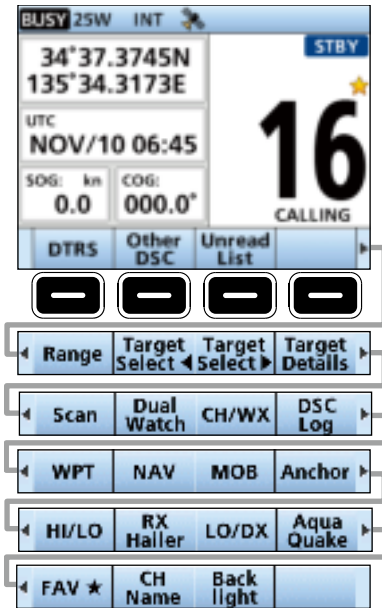 BUSY 25W INT
STBY
34°37.3745N
135°34.3173E
UTC
NOV/10 06:45
SOG: kn
0.0
COG:
000.0°
16
CALLING
DTRS
Other
DSC
Unread
List
Range
Target
Select ◀
Target
Select ▶
Target
Details
Scan
Dual
Watch
CH/WX
DSC
Log
WPT
NAV
MOB
Anchor
HI/LO
RX
Hailer
LO/DX
Aqua
Quake
FAV ★
CH
Name
Back
light